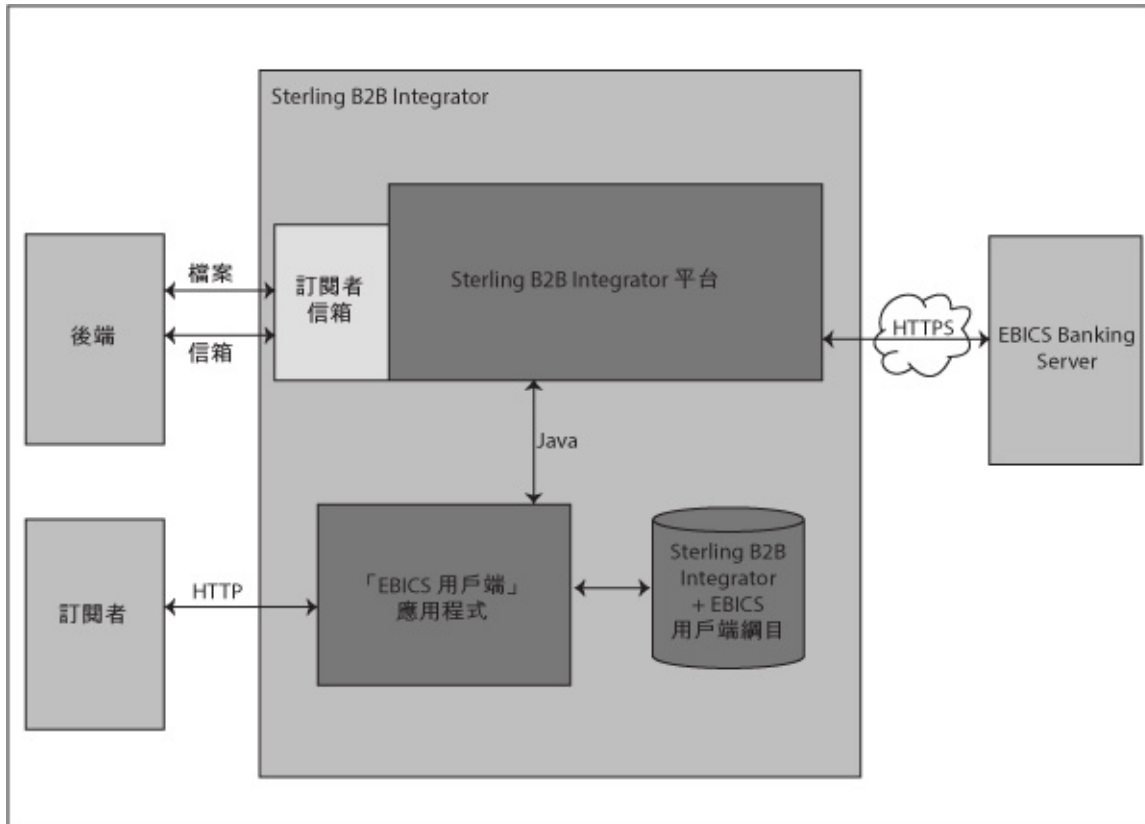 Sterling B2B Integrator
Sterling B2B Integrator 平台
訂閱者
信箱
檔案
信箱
後端
HTTPS
EBICS Banking
Server
Java
訂閱者
HTTP
「EBICS 用戶端」
應用程式
Sterling B2B
Integrator
+ EBICS
用戶端綱目